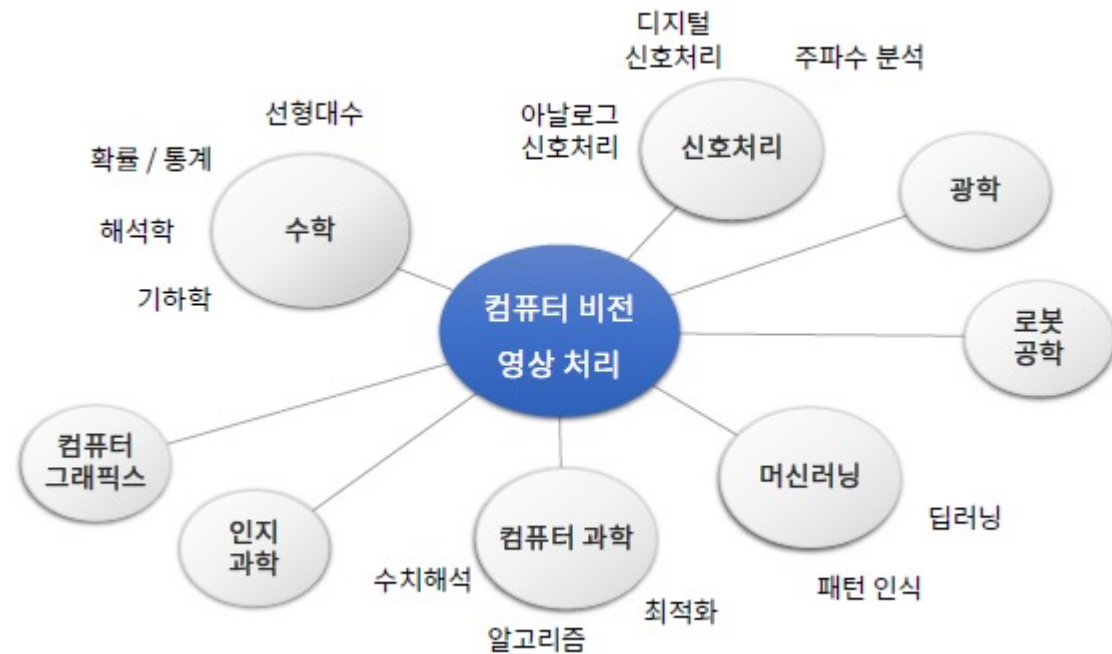 디지털
신호처리
주파수 분석
선형대수
아날로그
신호처리
신호처리
확률 / 통계
광학
해석학
수학
기하학
컴퓨터 비전
영상 처리
로봇
공학
컴퓨터
그래픽스
머신러닝
인지
과학
컴퓨터 과학
딥러닝
수치해석
패턴 인식
최적화
알고리즘